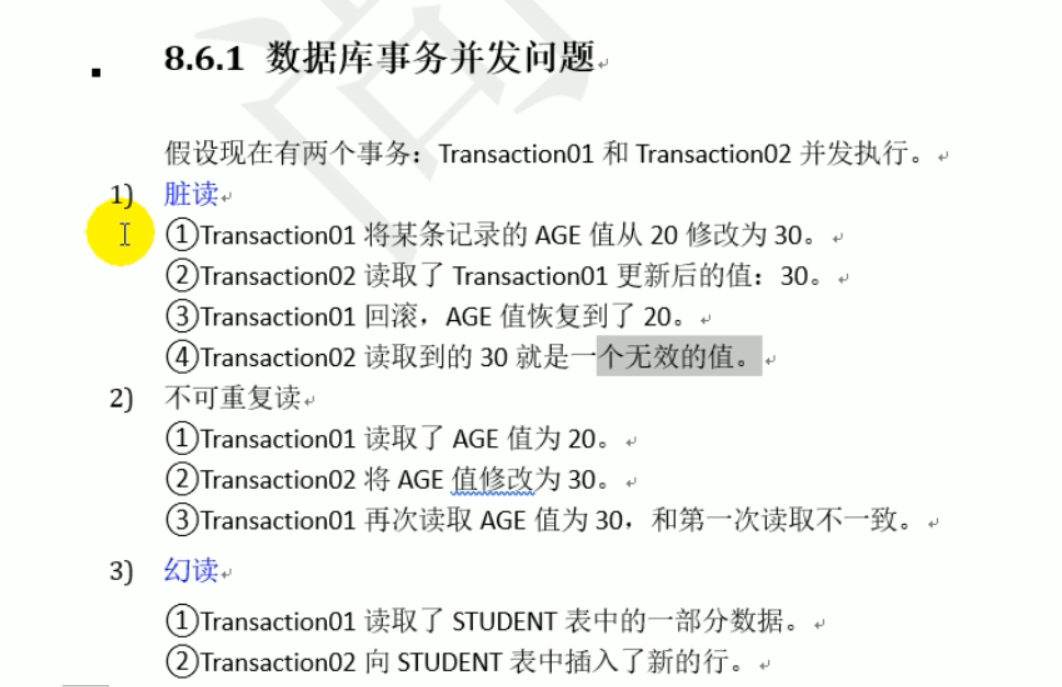 8.6.1 数据库事务并发问题
假设现在有两个事务：Transaction01 和 Transaction02 并发执行。
1) 脏读
①Transaction01 将某条记录的 AGE 值从 20 修改为 30。
②Transaction02 读取了 Transaction01 更新后的值：30。
③Transaction01 回滚，AGE 值恢复到了 20。
④Transaction02 读取到的 30 就是一个无效的值。
2) 不可重复读
①Transaction01 读取了 AGE 值为 20。
②Transaction02 将 AGE 值修改为 30。
③Transaction01 再次读取 AGE 值为 30，和第一次读取不一致。
3) 幻读
①Transaction01 读取了 STUDENT 表中的一部分数据。
②Transaction02 向 STUDENT 表中插入了新的行。